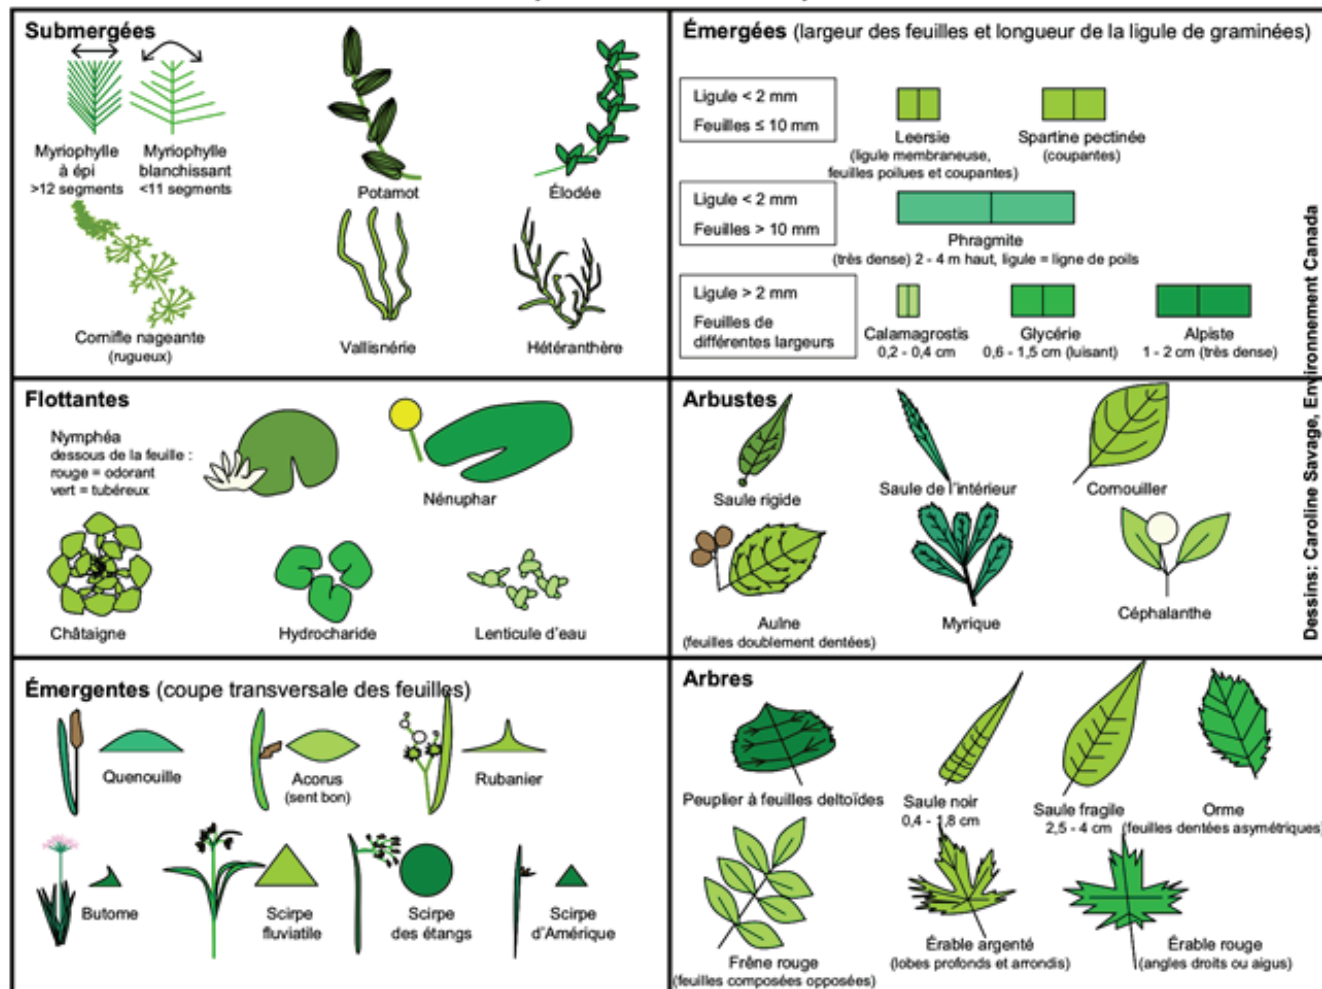 Submergées
Myriophylle
à épi
>12 segments
Myriophylle
blanchissant
<11 segments
Potamot
Élodée
Cornifle nageante
(rugueux)
Vallisnérie
Hétéranthère
Émergées (largeur des feuilles et longueur de la ligule de graminées)
Ligule < 2 mm
Feuilles ≤ 10 mm
Leersie
(ligule membraneuse,
feuilles poilues et coupantes)
Spartine pectinée
(coupantes)
Ligule < 2 mm
Feuilles > 10 mm
Phragmite
(très dense) 2 - 4 m haut, ligule = ligne de poils
Ligule > 2 mm
Feuilles de
différentes largeurs
Calamagrostis
0,2 - 0,4 cm
Glycérie
0,6 - 1,5 cm (luisant)
Alpiste
1 - 2 cm (très dense)
Flottantes
Nymphéa
dessous de la feuille :
rouge = odorant
vert = tubéreux
Nénuphar
Châtaigne
Hydrocharide
Lenticule d'eau
Arbustes
Saule rigide
Saule de l'intérieur
Cornouiller
Aulne
(feuilles doublement dentées)
Myrique
Céphalanthe
Émergentes (coupe transversale des feuilles)
Quenouille
Acorus
(sent bon)
Rubanier
Butome
Scirpe
fluviatile
Scirpe
des étangs
Scirpe
d'Amérique
Arbres
Peuplier à feuilles deltoïdes
Saule noir
0,4 - 1,8 cm
Saule fragile
2,5 - 4 cm
Orme
(feuilles dentées asymétriques)
Frêne rouge
(feuilles composées opposées)
Érable argenté
(lobes profonds et arrondis)
Érable rouge
(angles droits ou aigus)
Dessins: Caroline Savage, Environnement Canada